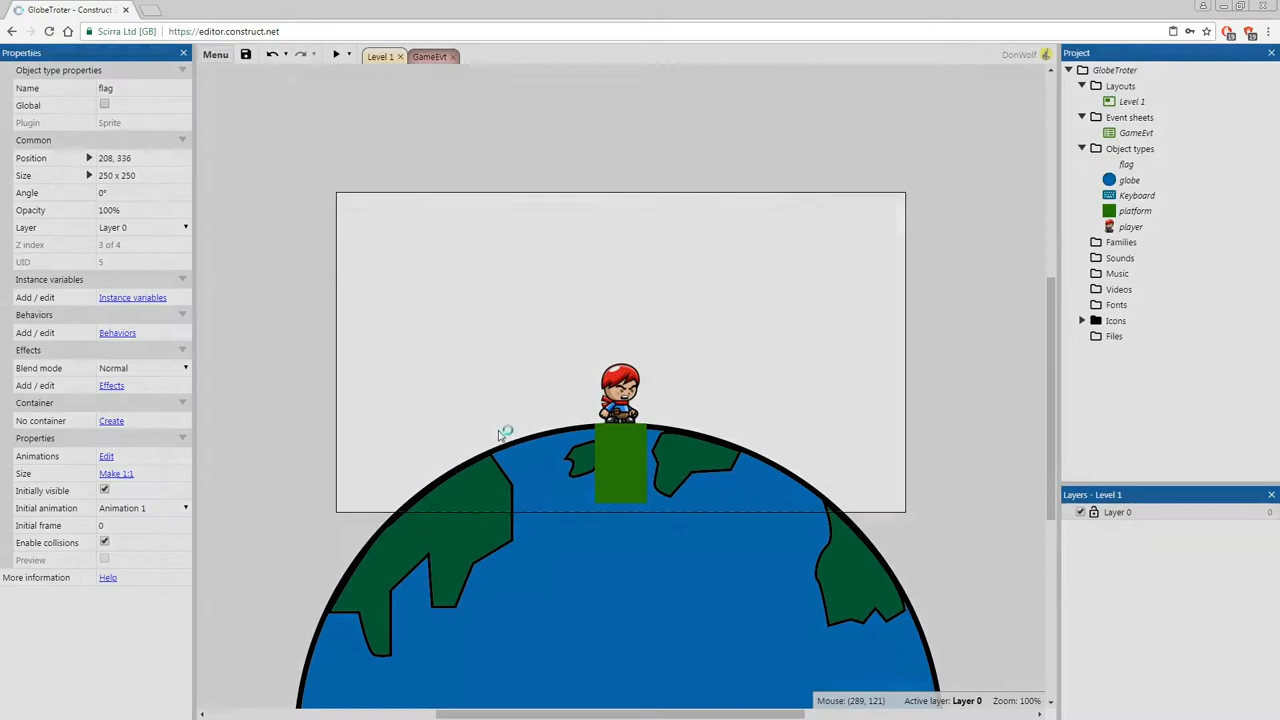 GlobeTroter - Construct
Scirra Ltd [GB] https://editor.construct.net
Properties
Menu
Level 1
GameEvt
DonWolf
Project
Object type properties
Name flag
Global
Plugin Sprite
Common
Position 208, 336
Size 250 x 250
Angle 0°
Opacity 100%
Layer Layer 0
Z index 3 of 4
UID 5
Instance variables
Add / edit Instance variables
Behaviors
Add / edit Behaviors
Effects
Blend mode Normal
Add / edit Effects
Container
No container Create
Properties
Animations Edit
Size Make 1:1
Initially visible
Initial animation Animation 1
Initial frame 0
Enable collisions
Preview
More information Help
GlobeTroter
Layouts
Level 1
Event sheets
GameEvt
Object types
flag
globe
Keyboard
platform
player
Families
Sounds
Music
Videos
Fonts
Icons
Files
Layers - Level 1
Layer 0 0
Mouse: (289, 121) Active layer: Layer 0 Zoom: 100%